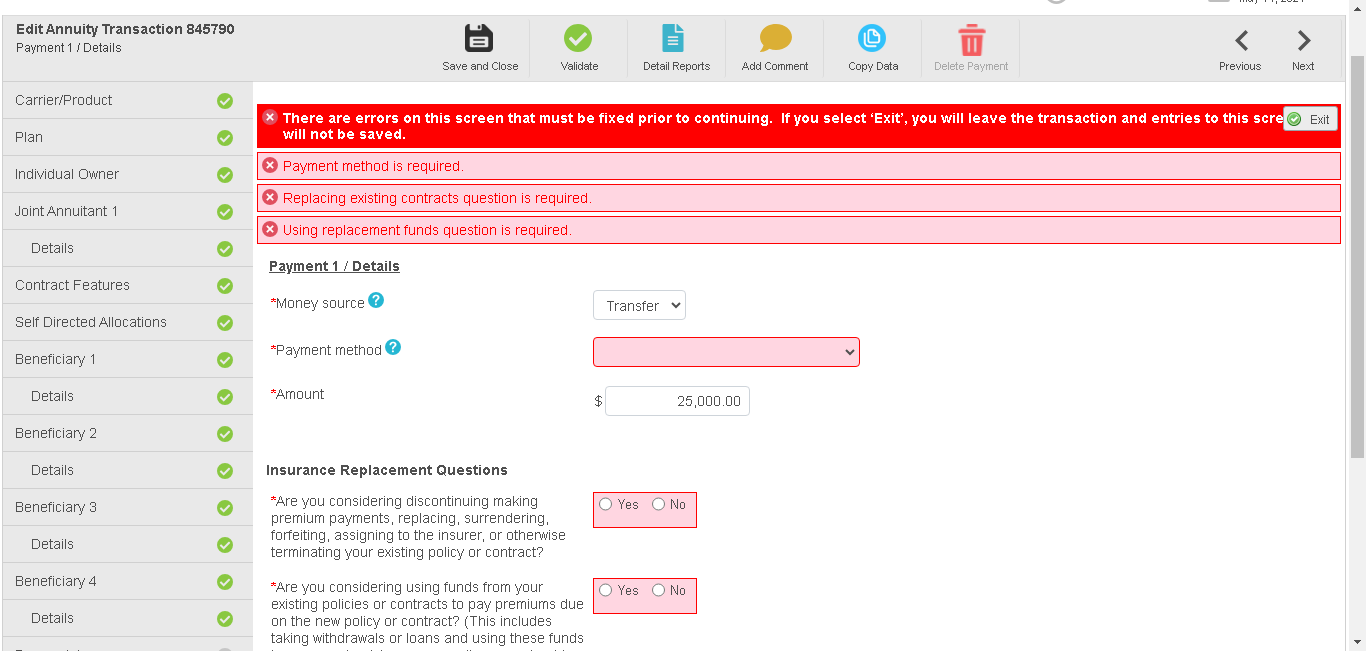 Edit Annuity Transaction 845790
Payment 1 / Details
Save and Close
Validate
Detail Reports
Add Comment
Copy Data
Delete Payment
Previous
Next
Carrier/Product
Plan
Individual Owner
Joint Annuitant 1
Details
Contract Features
Self Directed Allocations
Beneficiary 1
Details
Beneficiary 2
Details
Beneficiary 3
Details
Beneficiary 4
Details
There are errors on this screen that must be fixed prior to continuing. If you select ‘Exit’, you will leave the transaction and entries to this scre
will not be saved.
Exit
Payment method is required.
Replacing existing contracts question is required.
Using replacement funds question is required.
Payment 1 / Details
*Money source ?
Transfer
*Payment method ?
*Amount
$ 25,000.00
Insurance Replacement Questions
*Are you considering discontinuing making
premium payments, replacing, surrendering,
forfeiting, assigning to the insurer, or otherwise
terminating your existing policy or contract?
Yes No
*Are you considering using funds from your
existing policies or contracts to pay premiums due
on the new policy or contract? (This includes
taking withdrawals or loans and using these funds
Yes No